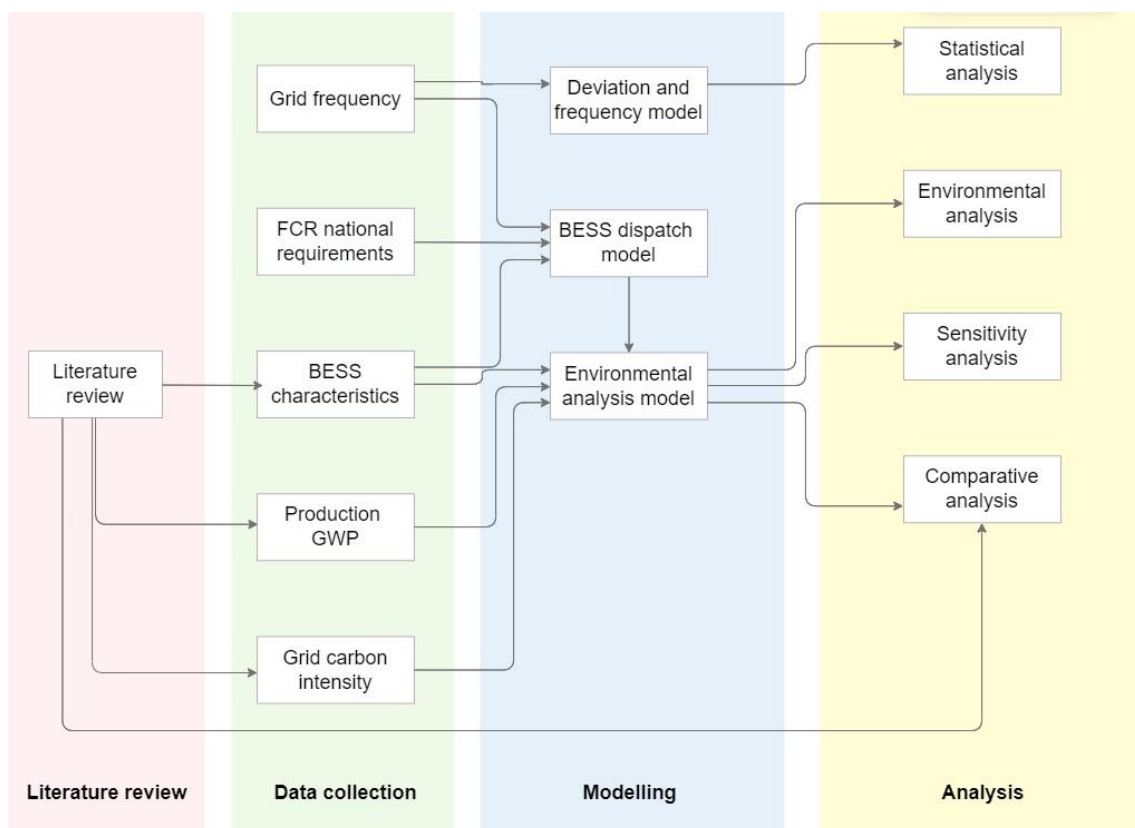 Literature
review
Grid frequency
FCR national
requirements
BESS
characteristics
Production
GWP
Grid carbon
intensity
Deviation and
frequency model
BESS dispatch
model
Environmental
analysis model
Statistical
analysis
Environmental
analysis
Sensitivity
analysis
Comparative
analysis
Literature review
Data collection
Modelling
Analysis